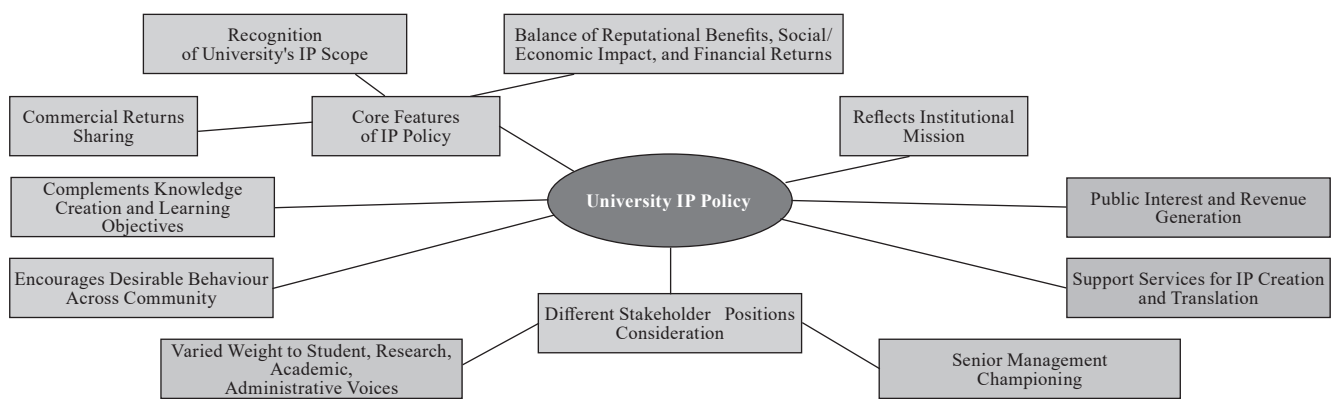 Recognition
of University's IP Scope
Balance of Reputational Benefits, Social/
Economic Impact, and Financial Returns
Commercial Returns
Sharing
Core Features
of IP Policy
Reflects Institutional
Mission
Complements Knowledge
Creation and Learning
Objectives
University IP Policy
Public Interest and Revenue
Generation
Encourages Desirable Behaviour
Across Community
Support Services for IP Creation
and Translation
Different Stakeholder Positions
Consideration
Varied Weight to Student, Research,
Academic,
Administrative Voices
Senior Management
Championing